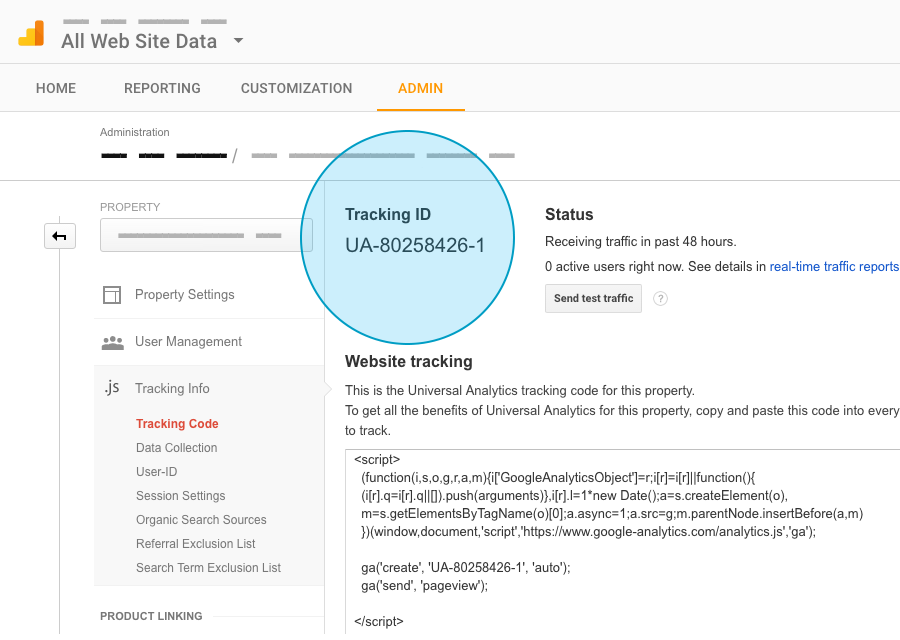 All Web Site Data
HOME REPORTING CUSTOMIZATION ADMIN
Administration
/
PROPERTY
Property Settings
User Management
.js Tracking Info
Tracking Code
Data Collection
User-ID
Session Settings
Organic Search Sources
Referral Exclusion List
Search Term Exclusion List
PRODUCT LINKING
Tracking ID
UA-80258426-1
Status
Receiving traffic in past 48 hours.
0 active users right now. See details in real-time traffic reports
Send test traffic ?
Website tracking
This is the Universal Analytics tracking code for this property.
To get all the benefits of Universal Analytics for this property, copy and paste this code into every
to track.
<script>
(function(i,s,o,g,r,a,m){i['GoogleAnalyticsObject']=r;i[r]=i[r]||function(){
(i[r].q=i[r].q||[]).push(arguments)},i[r].l=1*new Date();a=s.createElement(o),
m=s.getElementsByTagName(o)[0];a.async=1;a.src=g;m.parentNode.insertBefore(a,m)
})(window,document,'script','https://www.google-analytics.com/analytics.js','ga');
ga('create', 'UA-80258426-1', 'auto');
ga('send', 'pageview');
</script>